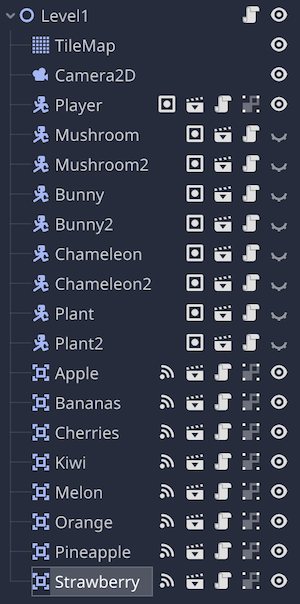 Level1
TileMap
Camera2D
Player
Mushroom
Mushroom2
Bunny
Bunny2
Chameleon
Chameleon2
Plant
Plant2
Apple
Bananas
Cherries
Kiwi
Melon
Orange
Pineapple
Strawberry